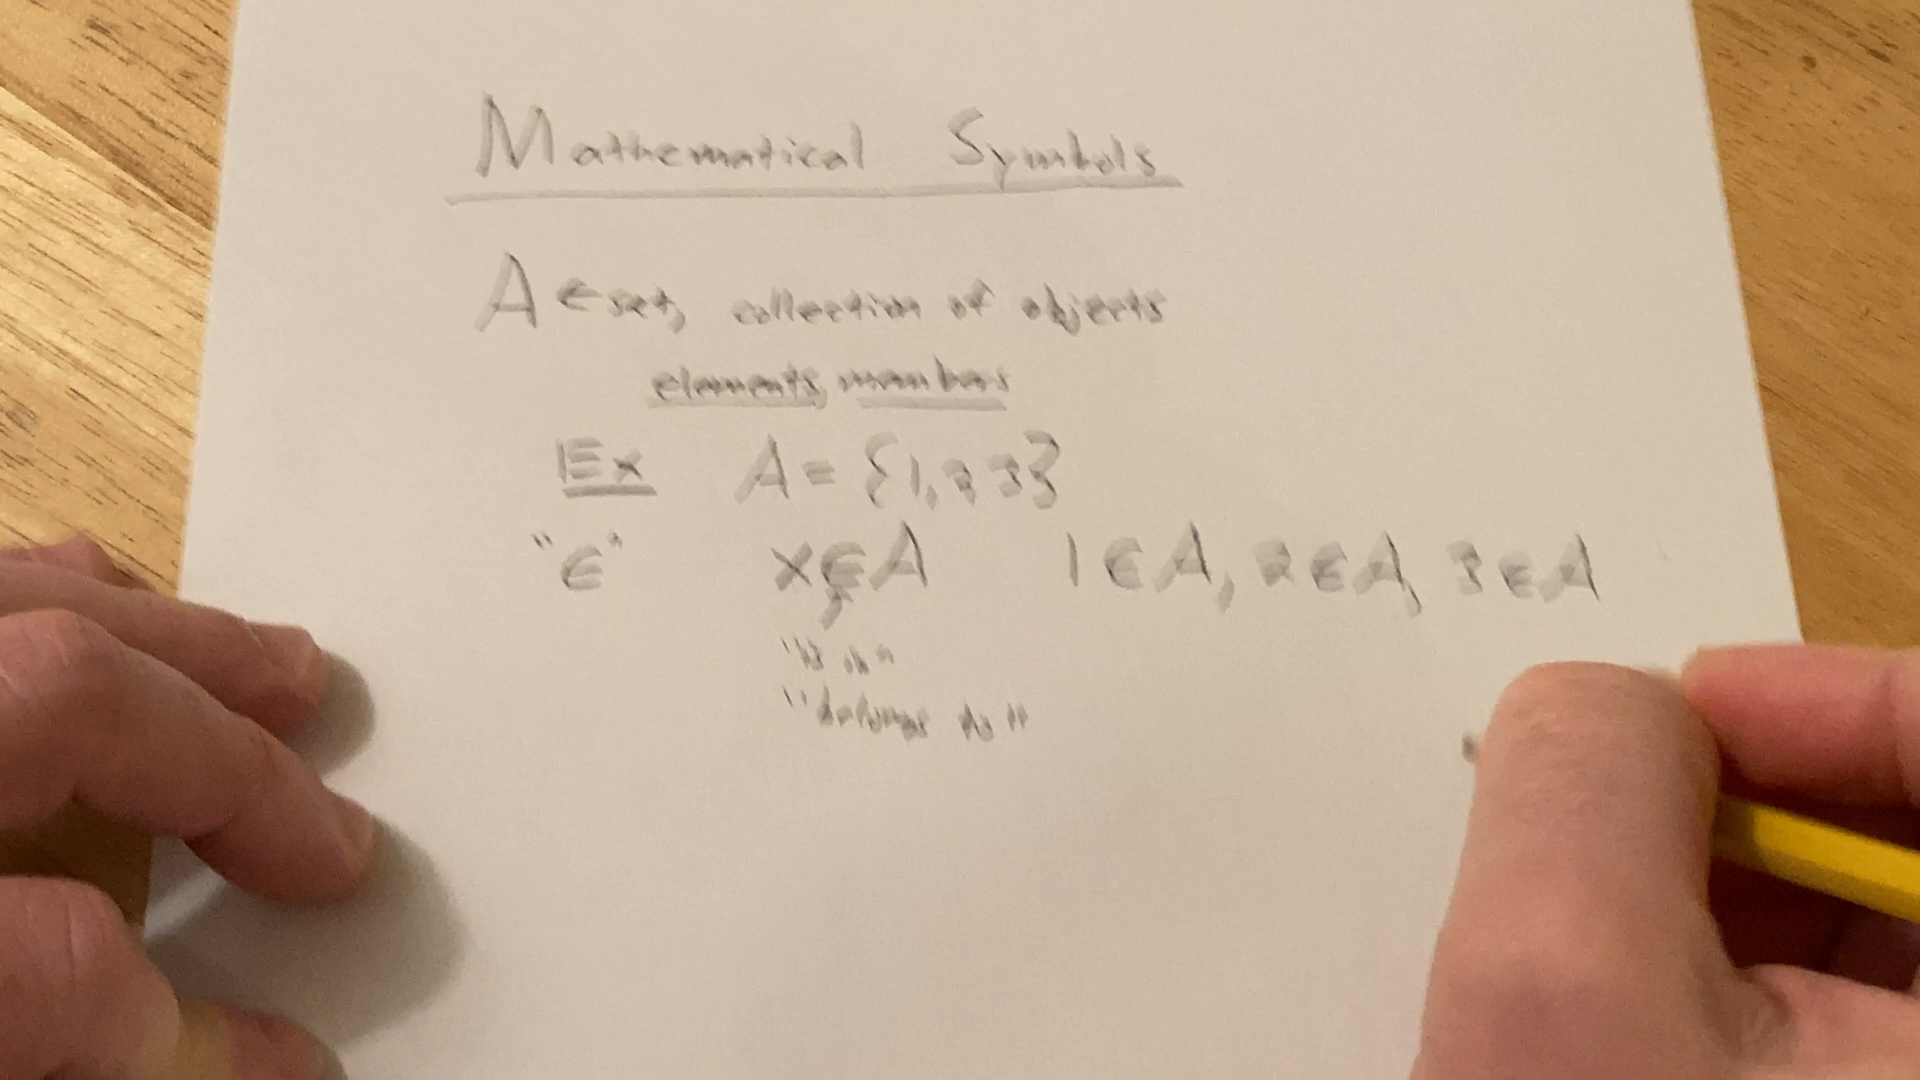 Mathematical Symbols
A ← set, collection of objects
elements, members
Ex A = {1, 2, 3}
"∈" x ∈ A 1 ∈ A, 2 ∈ A, 3 ∈ A
"is in"
"belongs to"